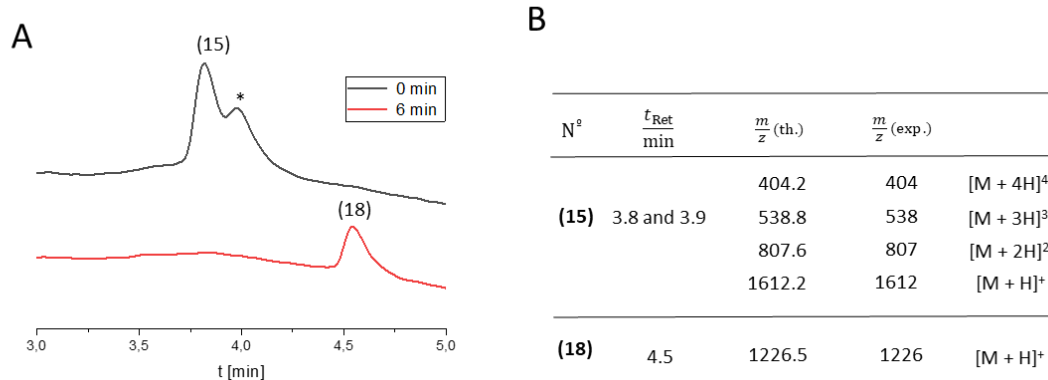 A
(15)
*
0 min
6 min
(18)
3,0
3,5
4,0
4,5
5,0
t [min]
B
Nº tRet/min m/z (th.) m/z (exp.)
404.2 404 [M + 4H]4
(15) 3.8 and 3.9 538.8 538 [M + 3H]3
807.6 807 [M + 2H]2
1612.2 1612 [M + H]+
(18) 4.5 1226.5 1226 [M + H]+